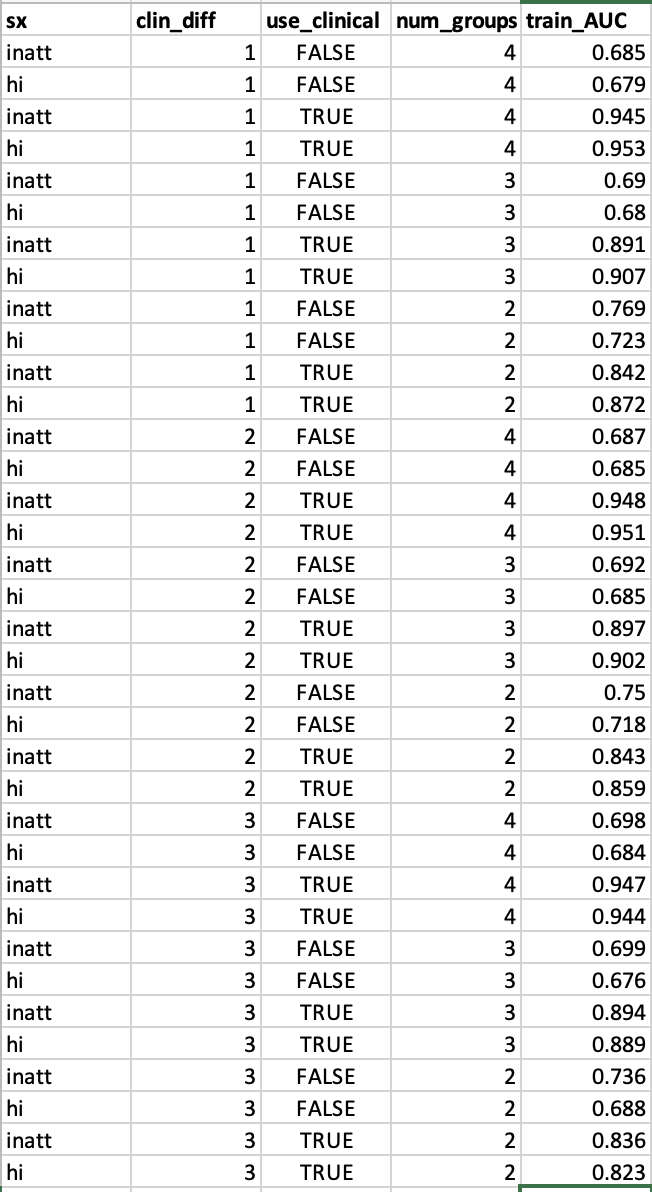 sx clin_diff use_clinical num_groups train_AUC
inatt 1 FALSE 4 0.685
hi 1 FALSE 4 0.679
inatt 1 TRUE 4 0.945
hi 1 TRUE 4 0.953
inatt 1 FALSE 3 0.69
hi 1 FALSE 3 0.68
inatt 1 TRUE 3 0.891
hi 1 TRUE 3 0.907
inatt 1 FALSE 2 0.769
hi 1 FALSE 2 0.723
inatt 1 TRUE 2 0.842
hi 1 TRUE 2 0.872
inatt 2 FALSE 4 0.687
hi 2 FALSE 4 0.685
inatt 2 TRUE 4 0.948
hi 2 TRUE 4 0.951
inatt 2 FALSE 3 0.692
hi 2 FALSE 3 0.685
inatt 2 TRUE 3 0.897
hi 2 TRUE 3 0.902
inatt 2 FALSE 2 0.75
hi 2 FALSE 2 0.718
inatt 2 TRUE 2 0.843
hi 2 TRUE 2 0.859
inatt 3 FALSE 4 0.698
hi 3 FALSE 4 0.684
inatt 3 TRUE 4 0.947
hi 3 TRUE 4 0.944
inatt 3 FALSE 3 0.699
hi 3 FALSE 3 0.676
inatt 3 TRUE 3 0.894
hi 3 TRUE 3 0.889
inatt 3 FALSE 2 0.736
hi 3 FALSE 2 0.688
inatt 3 TRUE 2 0.836
hi 3 TRUE 2 0.823